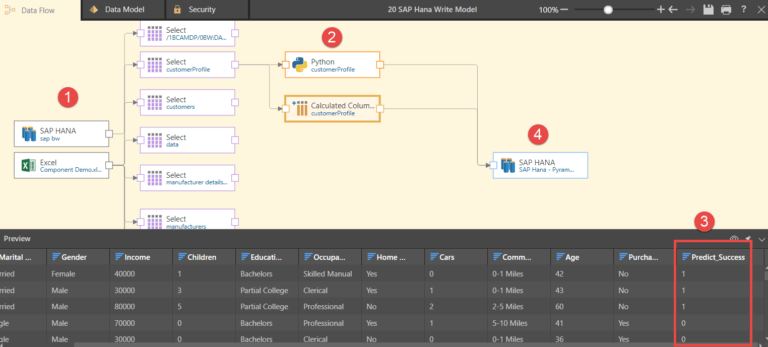 Data Flow
Data Model
Security
20 SAP Hana Write Model
100%
Select
/1BCAMDP/0BW:DA...
2
Select
customerProfile
Python
customerProfile
1
Select
customers
Calculated Colum...
customerProfile
SAP HANA
sap bw
Select
data
4
Excel
Component Demo.xl...
Select
manufacturer details...
SAP HANA
SAP Hana - Pyram...
Select
manufacturers
3
Preview
Marital ... Gender Income Children Educati... Occupa... Home ... Cars Comm... Age Purcha... Predict_Success
rried Female 40000 1 Bachelors Skilled Manual Yes 0 0-1 Miles 42 No 1
rried Male 30000 3 Partial College Clerical Yes 1 0-1 Miles 43 No 1
rried Male 80000 5 Partial College Professional No 2 2-5 Miles 60 No 1
gle Male 70000 0 Bachelors Professional Yes 1 5-10 Miles 41 Yes 0
gle Male 30000 0 Bachelors Clerical No 0 0-1 Miles 36 Yes 0